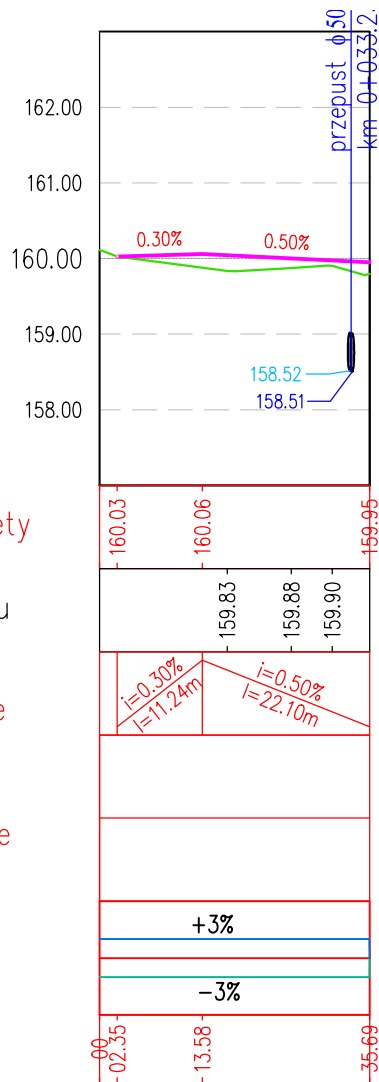 przepust ϕ50
km 0+033.2
162.00
161.00
160.00
159.00
158.00
0.30%
0.50%
158.52
158.51
160.03
160.06
159.95
ety
159.83
159.88
159.90
u
i=0.30%
l=11.24m
i=0.50%
l=22.10m
e
e
+3%
-3%
00
02.35
13.58
35.69